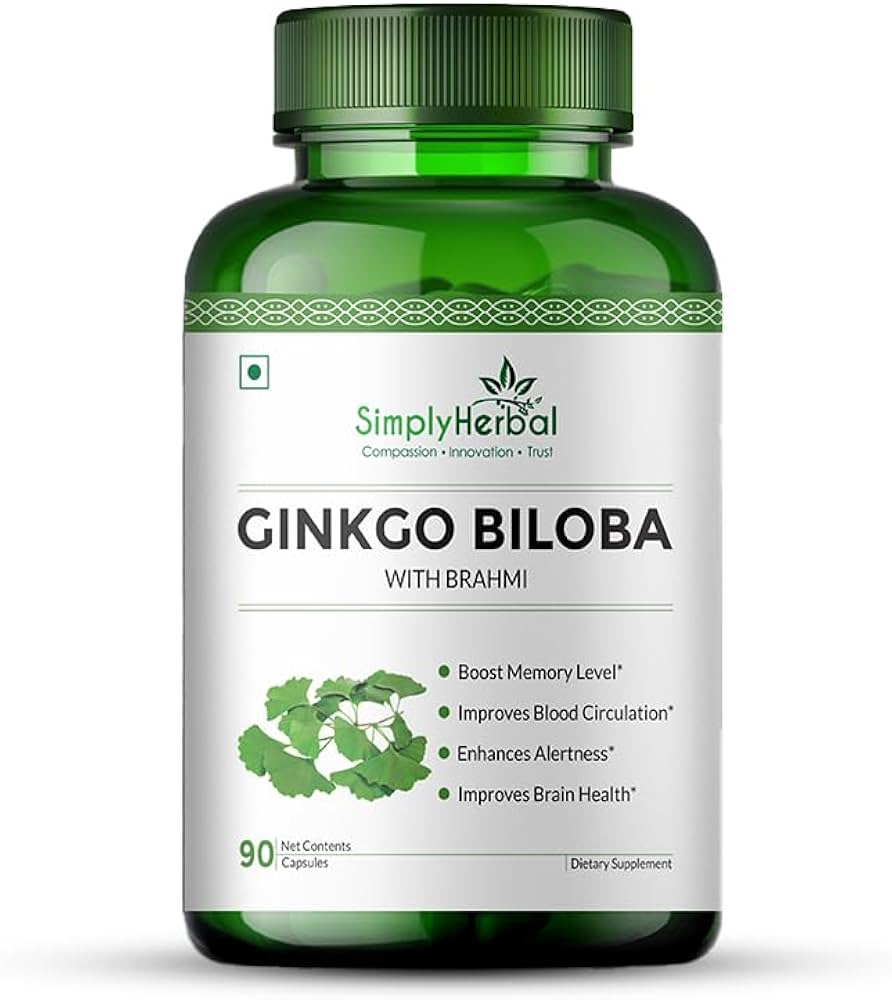 SimplyHerbal
Compassion • Innovation • Trust
GINKGO BILOBA
WITH BRAHMI
• Boost Memory Level*
• Improves Blood Circulation*
• Enhances Alertness*
• Improves Brain Health*
90 Net Contents
Capsules
Dietary Supplement